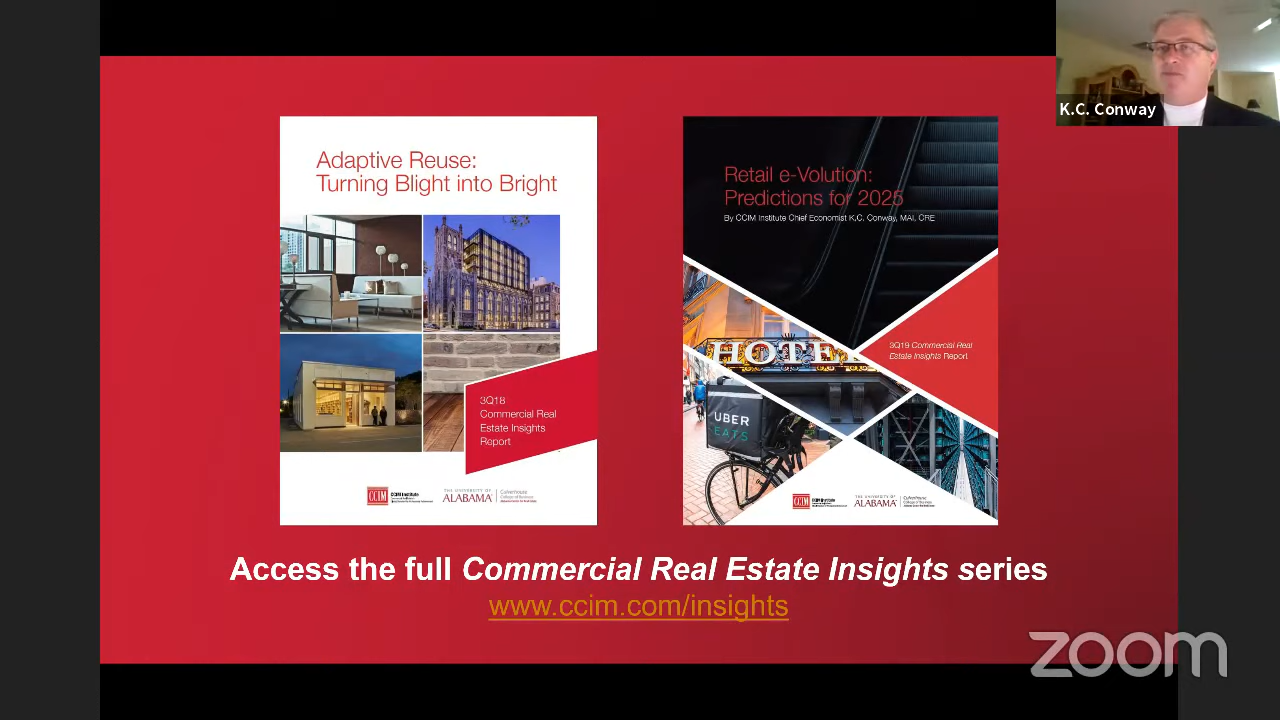 K.C. Conway
Adaptive Reuse:
Turning Blight into Bright
3Q18
Commercial Real
Estate Insights
Report
CCIM
CCIM Institute
THE UNIVERSITY OF
ALABAMA
Culverhouse
College of Business
Retail e-Volution:
Predictions for 2025
By CCIM Institute Chief Economist K.C. Conway, MAI, CRE
3Q19 Commercial Real
Estate Insights Report
HOTEL
UBER
EATS
CCIM
CCIM Institute
THE UNIVERSITY OF
ALABAMA
Culverhouse
College of Business
Access the full Commercial Real Estate Insights series
www.ccim.com/insights
zoom